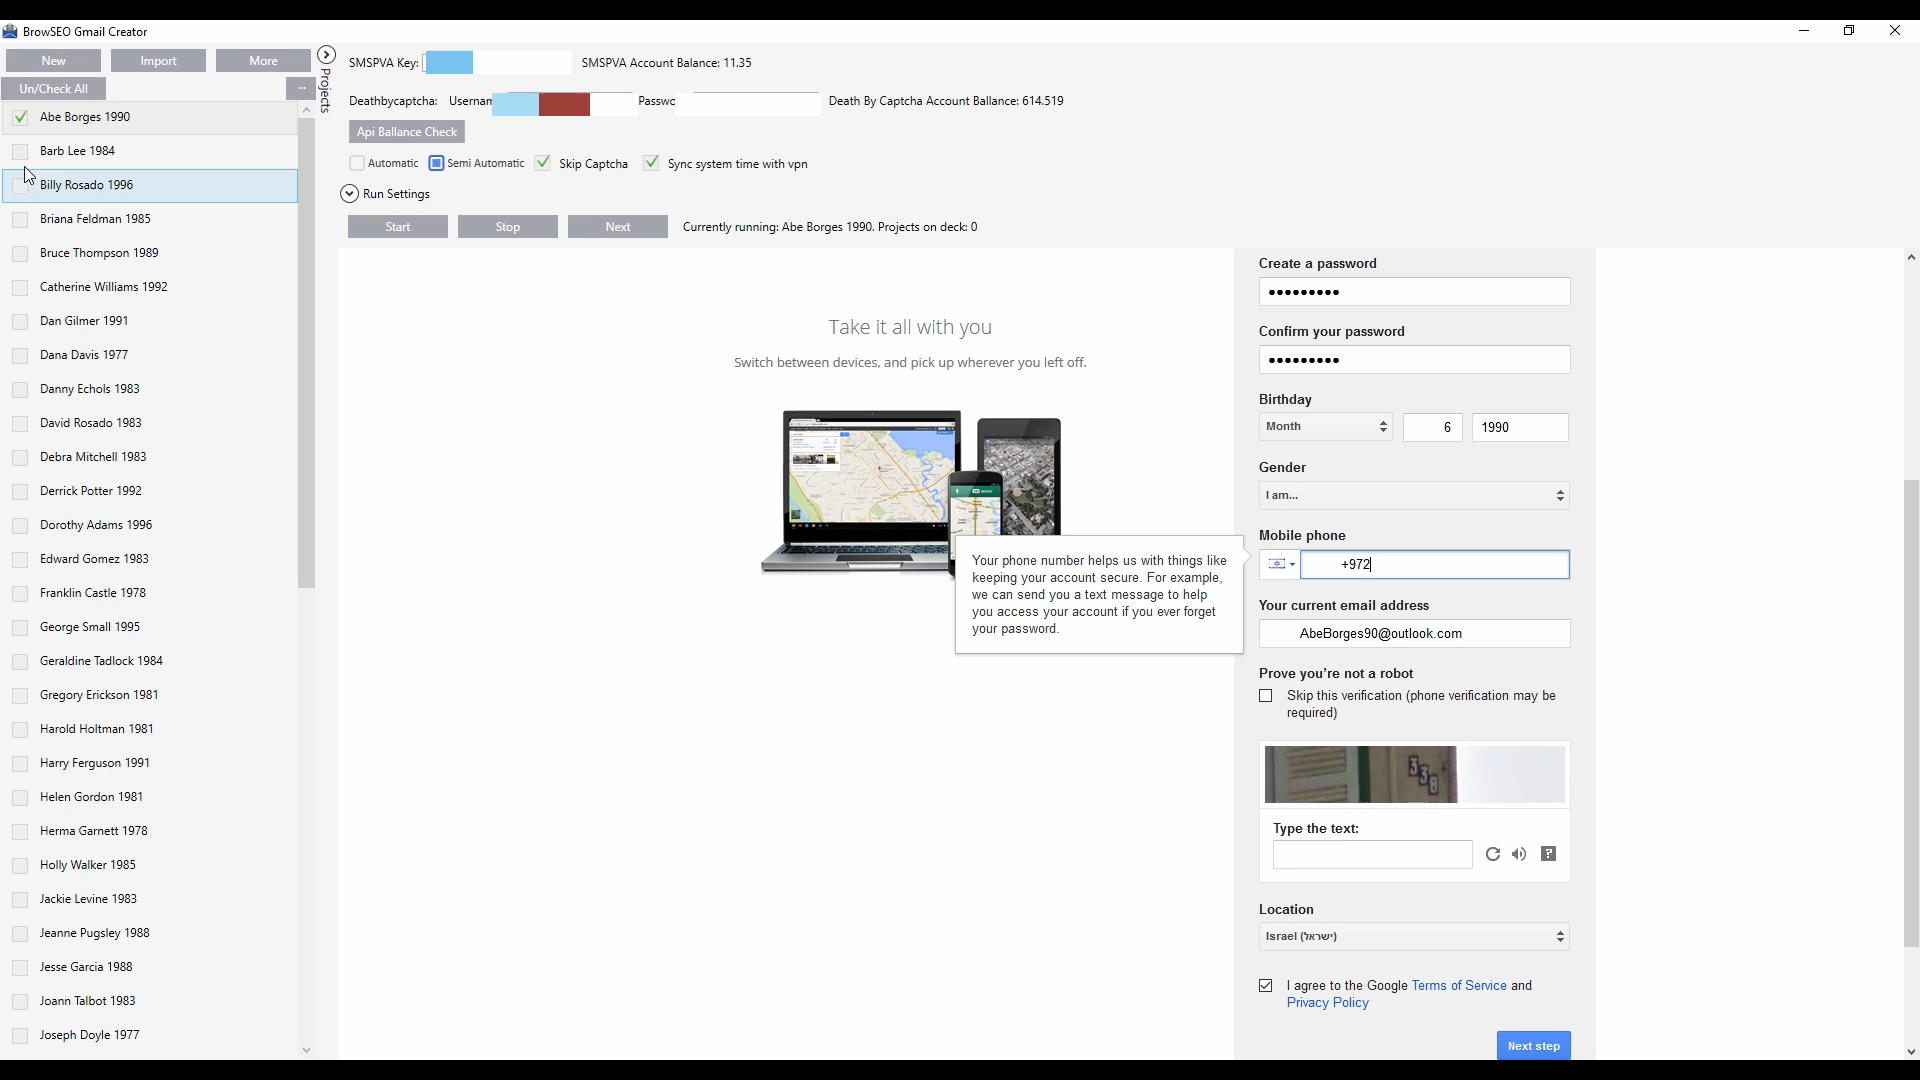 BrowSEO Gmail Creator
New
Import
More
Un/Check All
...
Projects
Abe Borges 1990
Barb Lee 1984
Billy Rosado 1996
Briana Feldman 1985
Bruce Thompson 1989
Catherine Williams 1992
Dan Gilmer 1991
Dana Davis 1977
Danny Echols 1983
David Rosado 1983
Debra Mitchell 1983
Derrick Potter 1992
Dorothy Adams 1996
Edward Gomez 1983
Franklin Castle 1978
George Small 1995
Geraldine Tadlock 1984
Gregory Erickson 1981
Harold Holtman 1981
Harry Ferguson 1991
Helen Gordon 1981
Herma Garnett 1978
Holly Walker 1985
Jackie Levine 1983
Jeanne Pugsley 1988
Jesse Garcia 1988
Joann Talbot 1983
Joseph Doyle 1977
SMSPVA Key:
SMSPVA Account Balance: 11.35
Deathbycaptcha:
Usernam
Passwo
Death By Captcha Account Ballance: 614.519
Api Ballance Check
Automatic
Semi Automatic
Skip Captcha
Sync system time with vpn
Run Settings
Start
Stop
Next
Currently running: Abe Borges 1990. Projects on deck: 0
Take it all with you
Switch between devices, and pick up wherever you left off.
Your phone number helps us with things like
keeping your account secure. For example,
we can send you a text message to help
you access your account if you ever forget
your password.
Create a password
•••••••••
Confirm your password
•••••••••
Birthday
Month
6
1990
Gender
I am...
Mobile phone
+972
Your current email address
AbeBorges90@outlook.com
Prove you're not a robot
Skip this verification (phone verification may be
required)
338
Type the text:
?
Location
Israel (ישראל)
I agree to the Google Terms of Service and
Privacy Policy
Next step